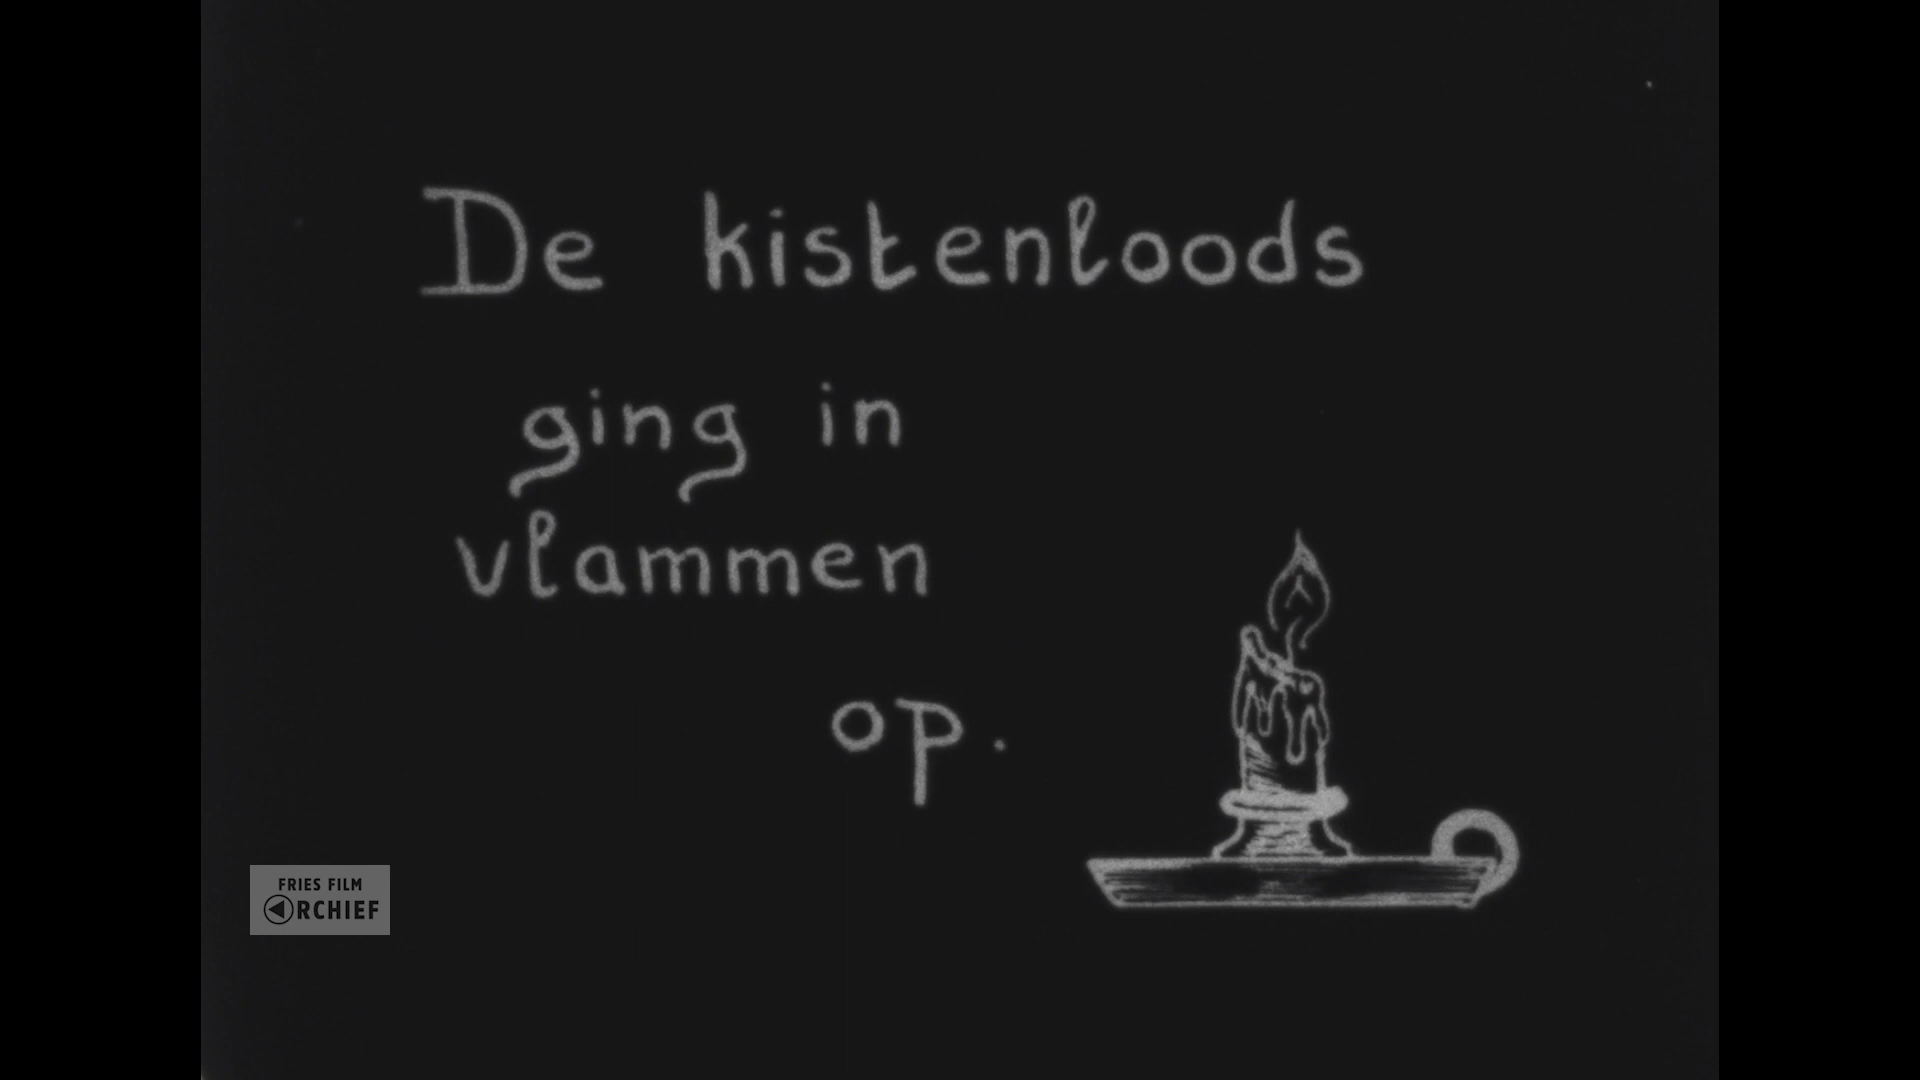 De kistenloods
ging in
vlammen
op.
FRIES FILM
ARCHIEF